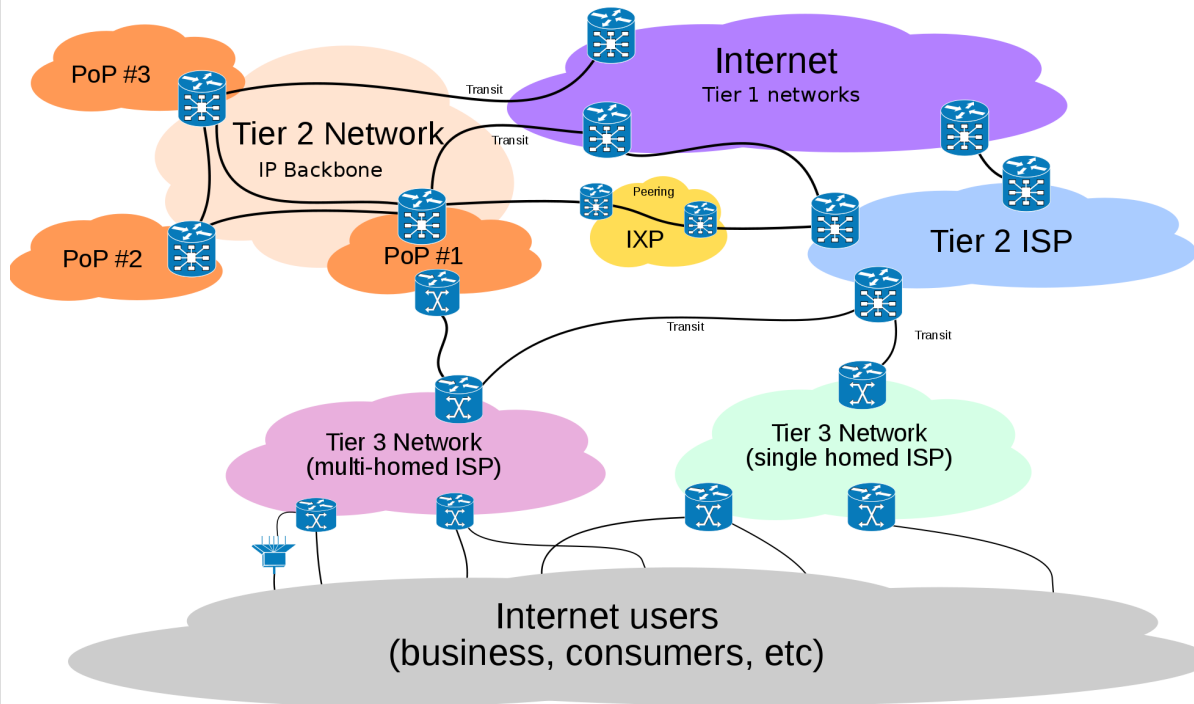 Internet
Tier 1 networks
PoP #3
Transit
Tier 2 Network
IP Backbone
Transit
Peering
IXP
Tier 2 ISP
PoP #2
PoP #1
Transit
Transit
Tier 3 Network
(multi-homed ISP)
Tier 3 Network
(single homed ISP)
Internet users
(business, consumers, etc)